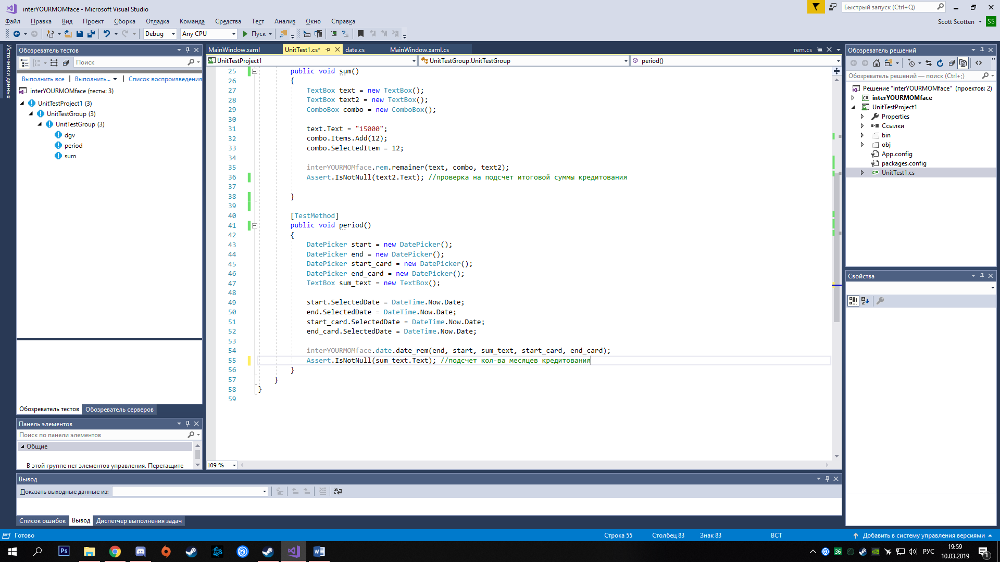 interYOURMOMface - Microsoft Visual Studio
Быстрый запуск (Ctrl+Q)
Файл Правка Вид Проект Сборка Отладка Команда Средства Тест Анализ Окно Справка
Scott Scotten SS
Debug Any CPU Пуск
Источники данных
Обозреватель тестов
Поиск
Выполнить все Выполнить... Список воспроизведения
interYOURMOMface (тесты: 3)
UnitTestProject1 (3)
UnitTestGroup (3)
UnitTestGroup (3)
dgv
period
sum
Обозреватель тестов Обозреватель серверов
Панель элементов
Поиск по панели элементов
Общие
В этой группе нет элементов управления. Перетащите
MainWindow.xaml UnitTest1.cs* date.cs MainWindow.xaml.cs rem.cs
UnitTestProject1 UnitTestGroup.UnitTestGroup period()
25 public void sum()
26 {
27 TextBox text = new TextBox();
28 TextBox text2 = new TextBox();
29 ComboBox combo = new ComboBox();
30
31 text.Text = "15000";
32 combo.Items.Add(12);
33 combo.SelectedItem = 12;
34
35 interYOURMOMface.rem.remainer(text, combo, text2);
36 Assert.IsNotNull(text2.Text); //проверка на подсчет итоговой суммы кредитования
37
38 }
39
40 [TestMethod]
41 public void period()
42 {
43 DatePicker start = new DatePicker();
44 DatePicker end = new DatePicker();
45 DatePicker start_card = new DatePicker();
46 DatePicker end_card = new DatePicker();
47 TextBox sum_text = new TextBox();
48
49 start.SelectedDate = DateTime.Now.Date;
50 end.SelectedDate = DateTime.Now.Date;
51 start_card.SelectedDate = DateTime.Now.Date;
52 end_card.SelectedDate = DateTime.Now.Date;
53
54 interYOURMOMface.date.date_rem(end, start, sum_text, start_card, end_card);
55 Assert.IsNotNull(sum_text.Text); //подсчет кол-ва месяцев кредитования
56 }
57 }
58 }
59
109 %
Обозреватель решений
Обозреватель решений — поиск (Ctrl+;)
Решение "interYOURMOMface" (проектов: 2)
interYOURMOMface
UnitTestProject1
Properties
Ссылки
bin
obj
App.config
packages.config
UnitTest1.cs
Свойства
Вывод
Показать выходные данные из:
Список ошибок Вывод Диспетчер выполнения задач
Готово Строка 55 Столбец 83 Знак 83 ВСТ Добавить в систему управления версиями
Ps 36 РУС 19:59
10.03.2019 1